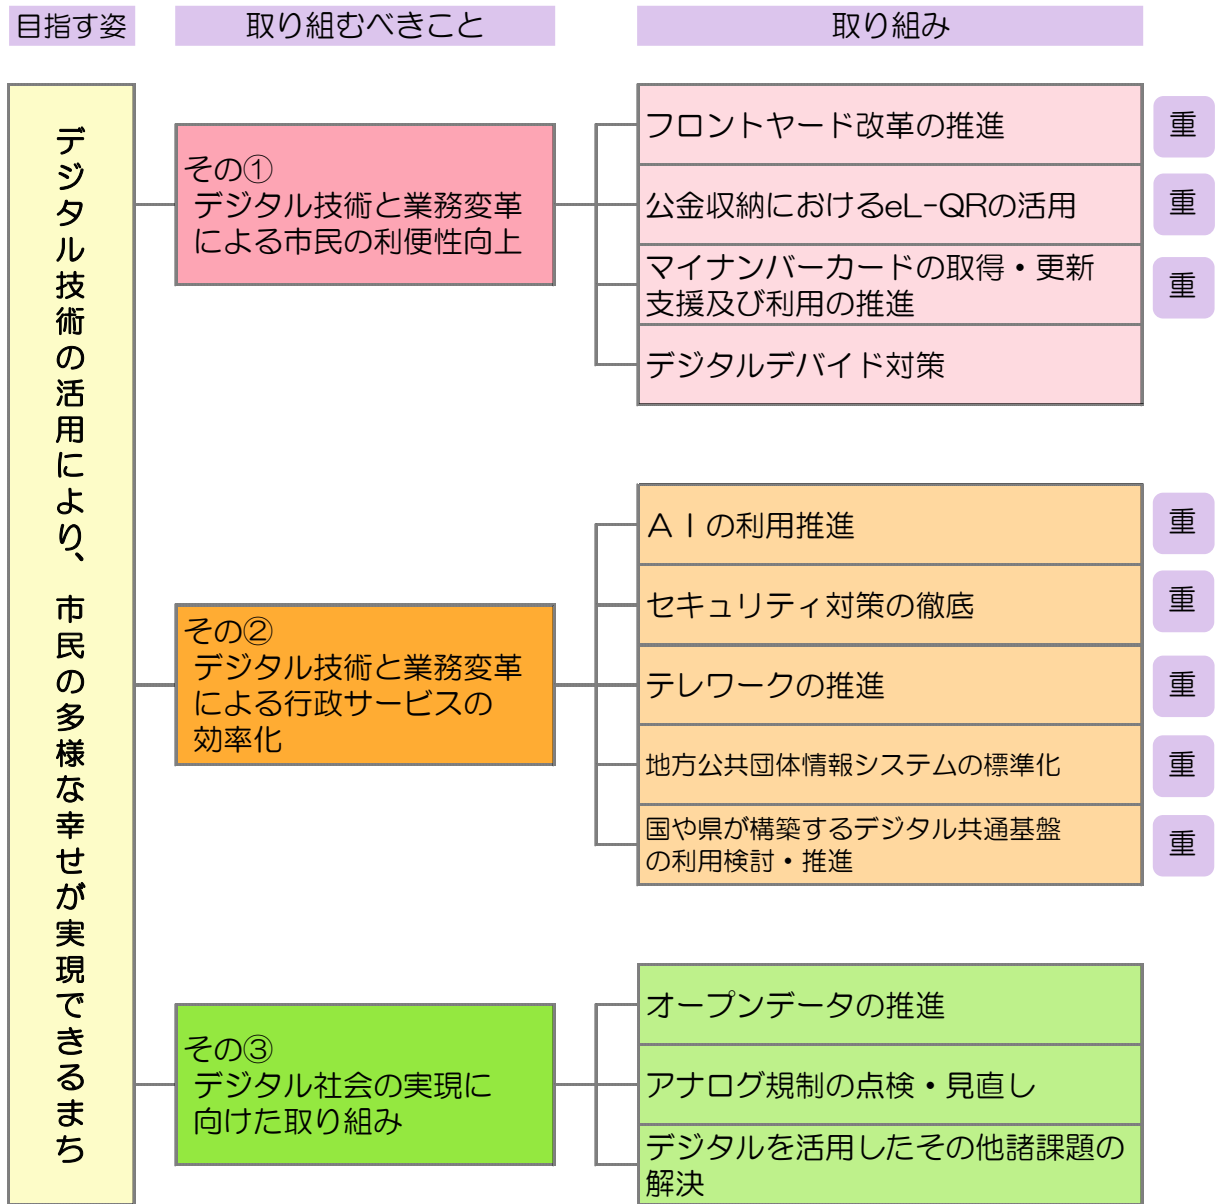 目指す姿
取り組むべきこと
取り組み
デジタル技術の活用により、市民の多様な幸せが実現できるまち
その①
デジタル技術と業務変革
による市民の利便性向上
フロントヤード改革の推進
重
公金収納におけるeL-QRの活用
重
マイナンバーカードの取得・更新
支援及び利用の推進
重
デジタルデバイド対策
その②
デジタル技術と業務変革
による行政サービスの
効率化
ＡＩの利用推進
重
セキュリティ対策の徹底
重
テレワークの推進
重
地方公共団体情報システムの標準化
重
国や県が構築するデジタル共通基盤
の利用検討・推進
重
その③
デジタル社会の実現に
向けた取り組み
オープンデータの推進
アナログ規制の点検・見直し
デジタルを活用したその他諸課題の
解決